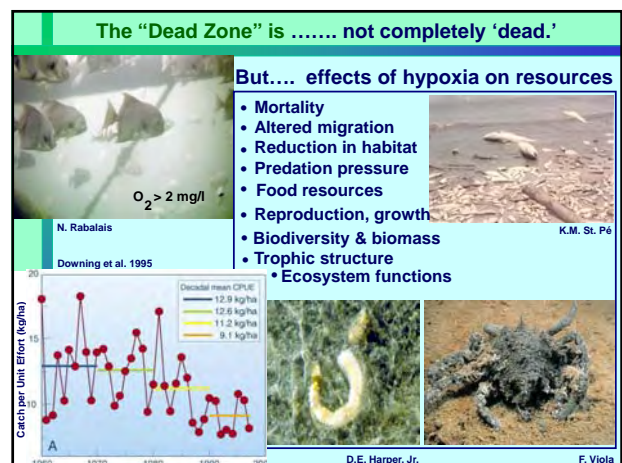 The “Dead Zone” is ……. not completely ‘dead.’
But…. effects of hypoxia on resources
O2 > 2 mg/l
N. Rabalais
• Mortality
• Altered migration
• Reduction in habitat
• Predation pressure
• Food resources
• Reproduction, growth
• Biodiversity & biomass
• Trophic structure
• Ecosystem functions
K.M. St. Pé
Downing et al. 1995
Catch per Unit Effort (kg/ha)
20
15
10
Decadal mean CPUE
12.9 kg/ha
12.6 kg/ha
11.2 kg/ha
9.1 kg/ha
A
D.E. Harper, Jr.
F. Viola